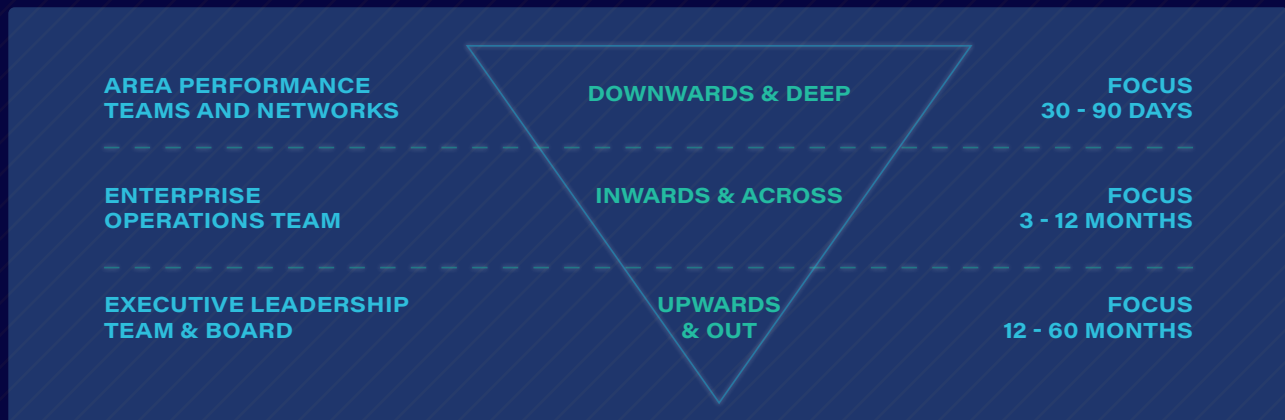 AREA PERFORMANCE
TEAMS AND NETWORKS
DOWNWARDS & DEEP
FOCUS
30 - 90 DAYS
ENTERPRISE
OPERATIONS TEAM
INWARDS & ACROSS
FOCUS
3 - 12 MONTHS
EXECUTIVE LEADERSHIP
TEAM & BOARD
UPWARDS
& OUT
FOCUS
12 - 60 MONTHS